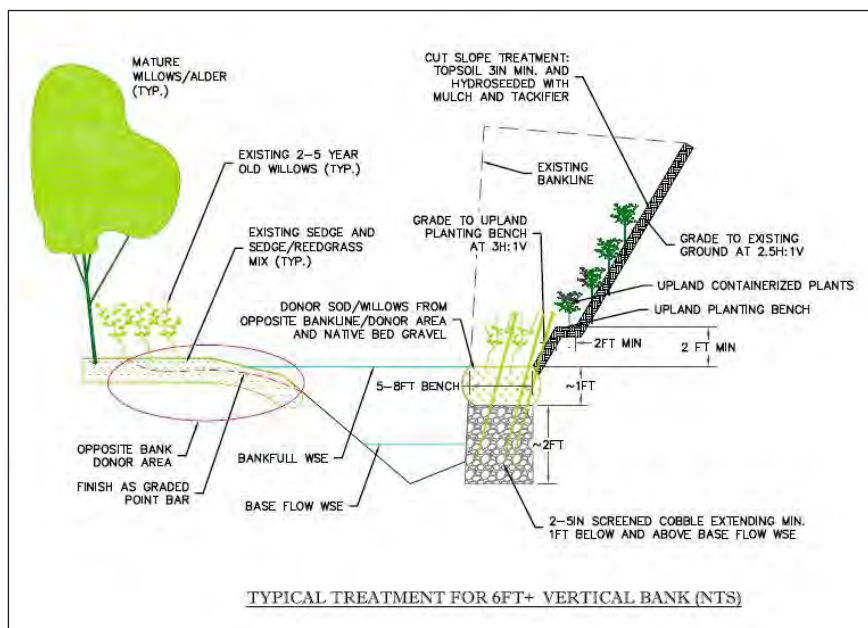 MATURE
WILLOWS/ALDER
(TYP.)
CUT SLOPE TREATMENT:
TOPSOIL 3IN MIN. AND
HYDROSEEDED WITH
MULCH AND TACKIFIER
EXISTING 2-5 YEAR
OLD WILLOWS (TYP.)
EXISTING
BANKLINE
GRADE TO UPLAND
PLANTING BENCH
AT 3H:1V
EXISTING SEDGE AND
SEDGE/REEDGRASS
MIX (TYP.)
GRADE TO EXISTING
GROUND AT 2.5H:1V
UPLAND CONTAINERIZED PLANTS
DONOR SOD/WILLOWS FROM
OPPOSITE BANKLINE/DONOR AREA
AND NATIVE BED GRAVEL
UPLAND PLANTING BENCH
2FT MIN
2 FT MIN
5-8FT BENCH
~1FT
OPPOSITE BANK
DONOR AREA
BANKFULL WSE
~2FT
FINISH AS GRADED
POINT BAR
BASE FLOW WSE
2-5IN SCREENED COBBLE EXTENDING MIN.
1FT BELOW AND ABOVE BASE FLOW WSE
TYPICAL TREATMENT FOR 6FT+ VERTICAL BANK (NTS)